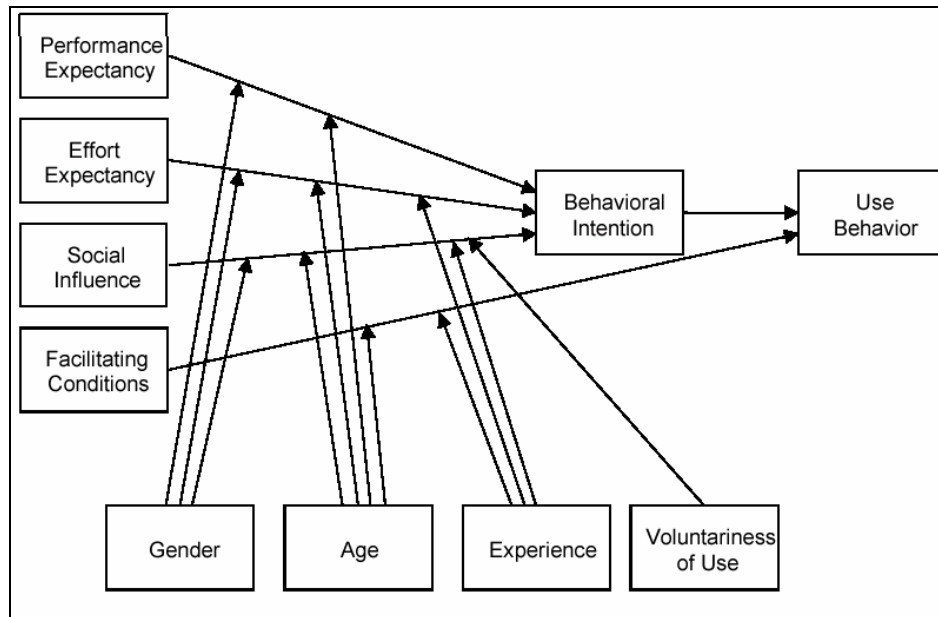 Performance
Expectancy
Effort
Expectancy
Social
Influence
Facilitating
Conditions
Behavioral
Intention
Use
Behavior
Gender
Age
Experience
Voluntariness
of Use